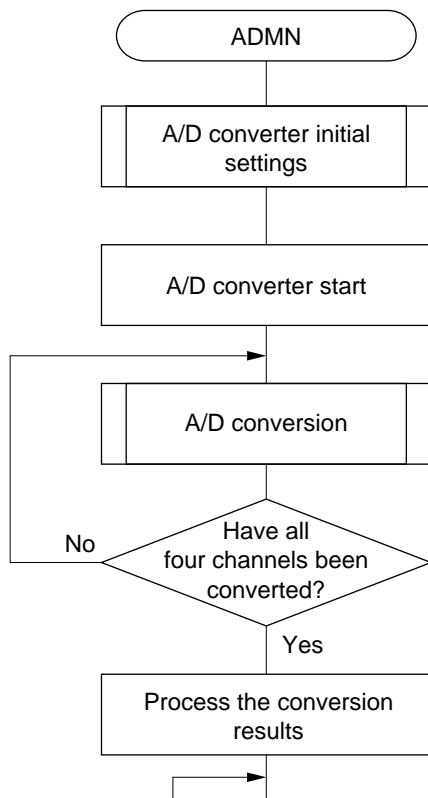 ADMN
A/D converter initial
settings
A/D converter start
A/D conversion
Have all
four channels been
converted?
No
Yes
Process the conversion
results